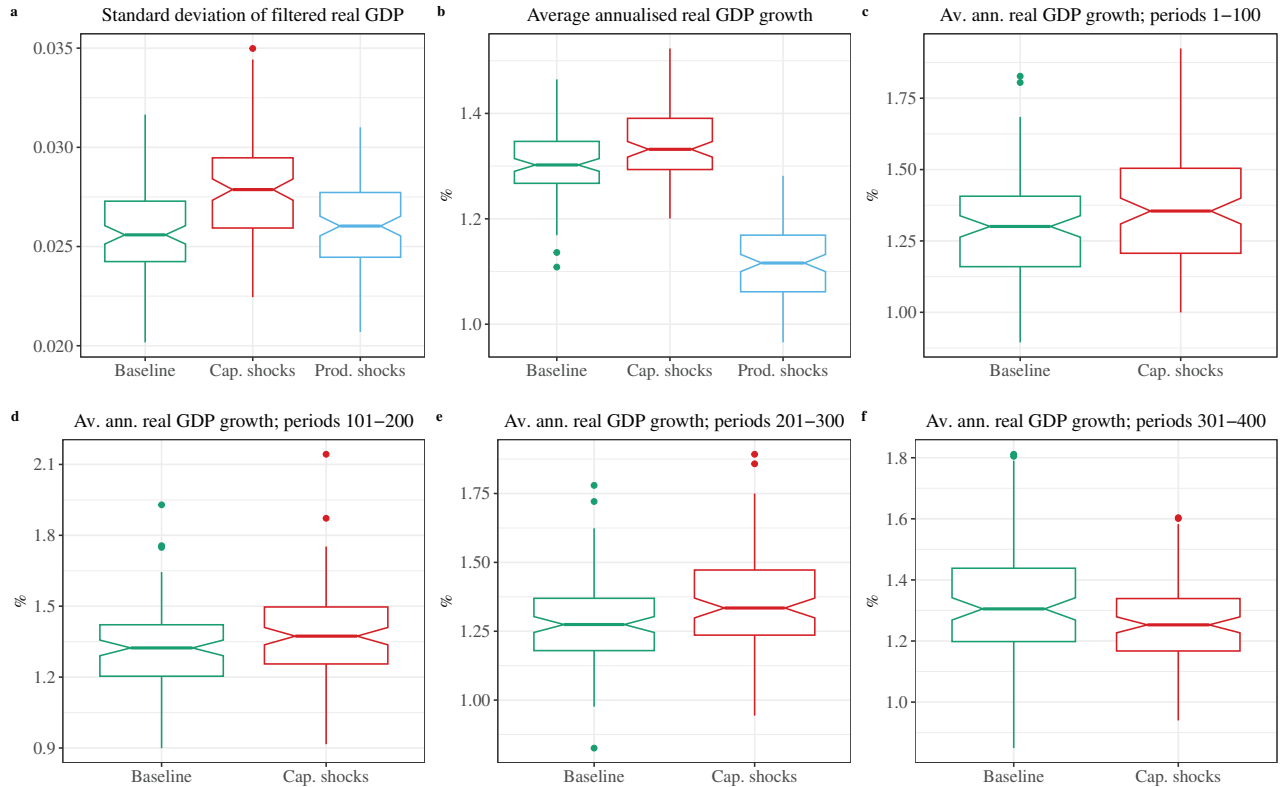 a
Standard deviation of filtered real GDP
0.035
0.030
0.025
0.020
Baseline
Cap. shocks
Prod. shocks
b
Average annualised real GDP growth
%
1.4
1.2
1.0
Baseline
Cap. shocks
Prod. shocks
c
Av. ann. real GDP growth; periods 1−100
%
1.75
1.50
1.25
1.00
Baseline
Cap. shocks
d
Av. ann. real GDP growth; periods 101−200
%
2.1
1.8
1.5
1.2
0.9
Baseline
Cap. shocks
e
Av. ann. real GDP growth; periods 201−300
%
1.75
1.50
1.25
1.00
Baseline
Cap. shocks
f
Av. ann. real GDP growth; periods 301−400
%
1.8
1.6
1.4
1.2
1.0
Baseline
Cap. shocks